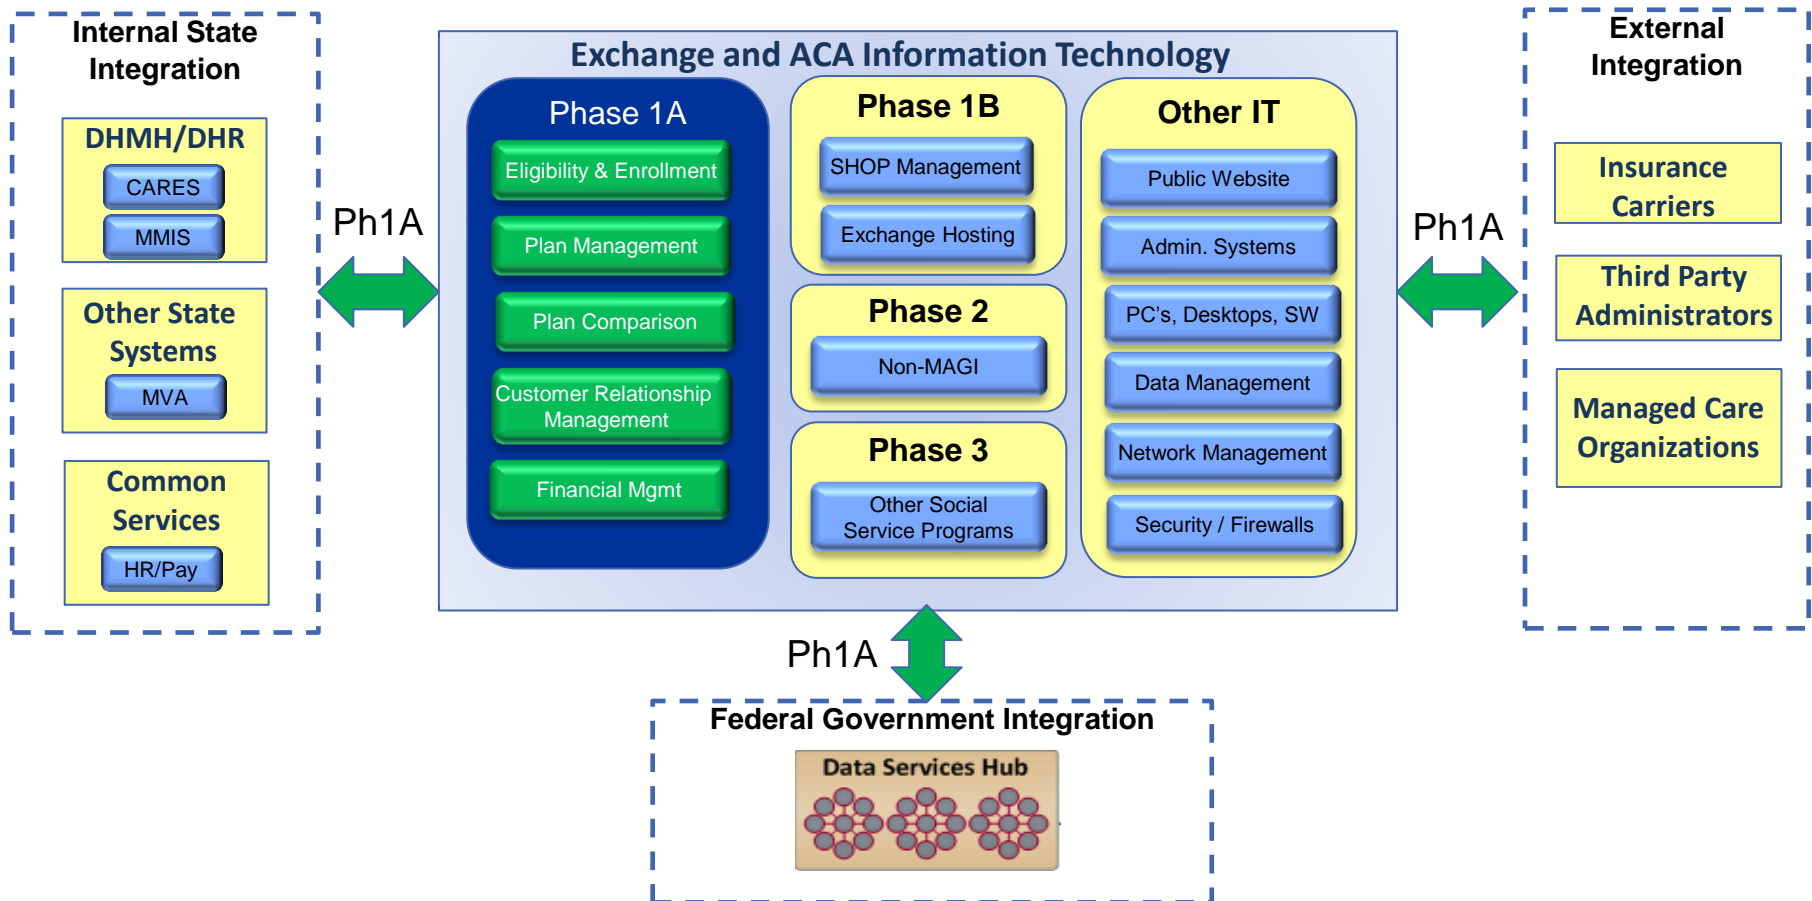 Internal State
Integration
DHMH/DHR
CARES
MMIS
Other State
Systems
MVA
Common
Services
HR/Pay
Ph1A
Exchange and ACA Information Technology
Phase 1A
Eligibility & Enrollment
Plan Management
Plan Comparison
Customer Relationship
Management
Financial Mgmt
Phase 1B
SHOP Management
Exchange Hosting
Phase 2
Non-MAGI
Phase 3
Other Social
Service Programs
Other IT
Public Website
Admin. Systems
PC's, Desktops, SW
Data Management
Network Management
Security / Firewalls
Ph1A
External
Integration
Insurance
Carriers
Third Party
Administrators
Managed Care
Organizations
Ph1A
Federal Government Integration
Data Services Hub